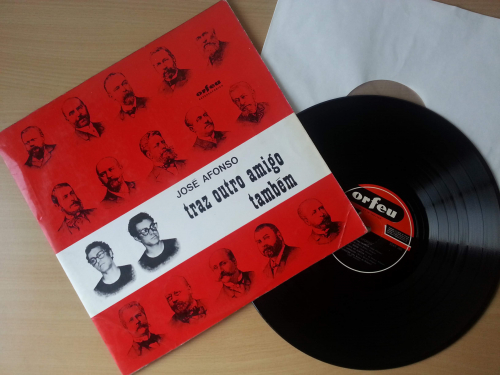 orfeu
JOSÉ AFONSO
traz outro amigo
também
orfeu